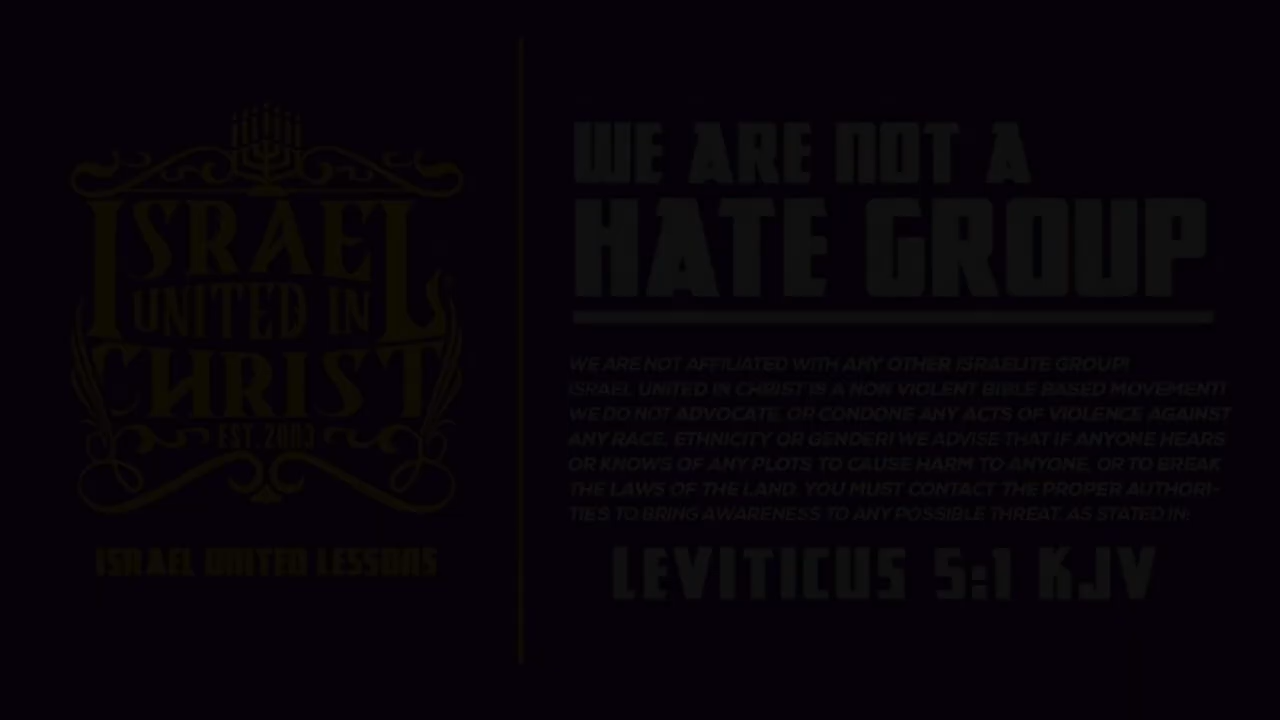 ISRAEL
UNITED IN
CHRIST
EST. 2003
ISRAEL UNITED LESSONS
WE ARE NOT A
HATE GROUP
WE ARE NOT AFFILIATED WITH ANY OTHER ISRAELITE GROUP!
ISRAEL UNITED IN CHRIST IS A NON VIOLENT BIBLE BASED MOVEMENT!
WE DO NOT ADVOCATE, OR CONDONE ANY ACTS OF VIOLENCE AGAINST
ANY RACE, ETHNICITY OR GENDER! WE ADVISE THAT IF ANYONE HEARS
OR KNOWS OF ANY PLOTS TO CAUSE HARM TO ANYONE, OR TO BREAK
THE LAWS OF THE LAND. YOU MUST CONTACT THE PROPER AUTHORI-
TIES TO BRING AWARENESS TO ANY POSSIBLE THREAT. AS STATED IN:
LEVITICUS 5:1 KJV